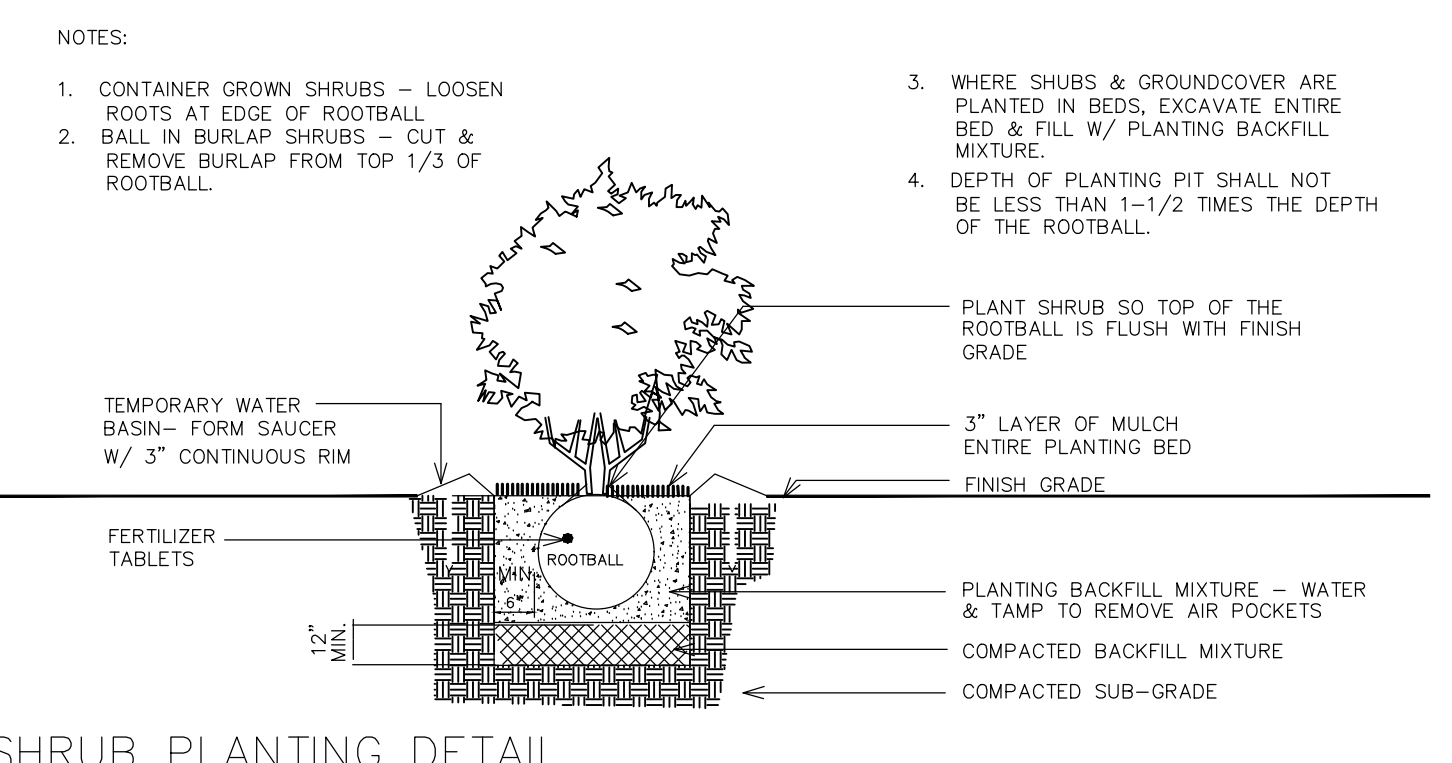 NOTES:
1. CONTAINER GROWN SHRUBS – LOOSEN
ROOTS AT EDGE OF ROOTBALL
2. BALL IN BURLAP SHRUBS – CUT &
REMOVE BURLAP FROM TOP 1/3 OF
ROOTBALL.
3. WHERE SHUBS & GROUNDCOVER ARE
PLANTED IN BEDS, EXCAVATE ENTIRE
BED & FILL W/ PLANTING BACKFILL
MIXTURE.
4. DEPTH OF PLANTING PIT SHALL NOT
BE LESS THAN 1–1/2 TIMES THE DEPTH
OF THE ROOTBALL.
PLANT SHRUB SO TOP OF THE
ROOTBALL IS FLUSH WITH FINISH
GRADE
TEMPORARY WATER
BASIN– FORM SAUCER
W/ 3" CONTINUOUS RIM
3" LAYER OF MULCH
ENTIRE PLANTING BED
FINISH GRADE
FERTILIZER
TABLETS
ROOTBALL
MIN.
6"
PLANTING BACKFILL MIXTURE – WATER
& TAMP TO REMOVE AIR POCKETS
12"
MIN.
COMPACTED BACKFILL MIXTURE
COMPACTED SUB–GRADE
SHRUB PLANTING DETAIL